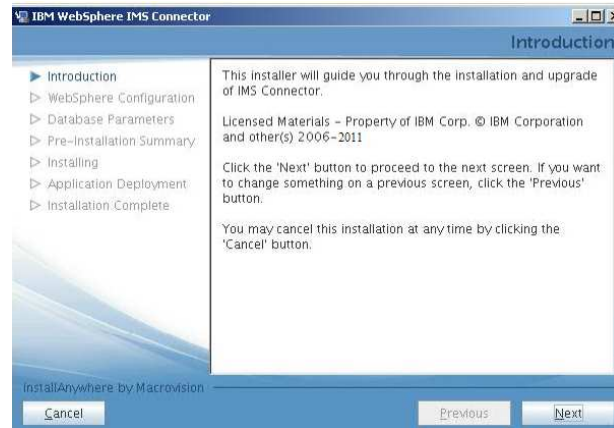 IBM WebSphere IMS Connector
Introduction
Introduction
WebSphere Configuration
Database Parameters
Pre-Installation Summary
Installing
Application Deployment
Installation Complete
This installer will guide you through the installation and upgrade
of IMS Connector.
Licensed Materials - Property of IBM Corp. © IBM Corporation
and other(s) 2006-2011
Click the 'Next' button to proceed to the next screen. If you want
to change something on a previous screen, click the 'Previous'
button.
You may cancel this installation at any time by clicking the
'Cancel' button.
InstallAnywhere by Macrovision
Cancel
Previous
Next